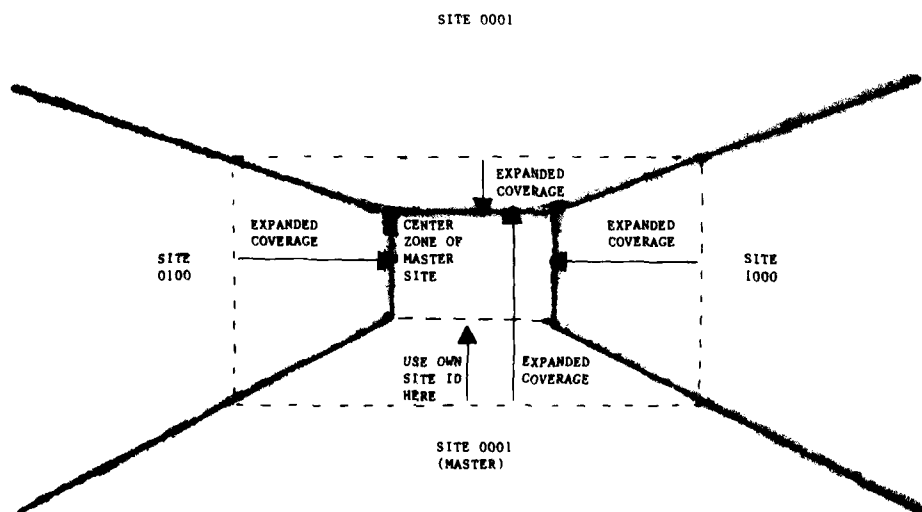 SITE 0001
EXPANDED
COVERAGE
EXPANDED
COVERAGE
CENTER
ZONE OF
MASTER
SITE
EXPANDED
COVERAGE
SITE
0100
SITE
1000
USE OWN
SITE ID
HERE
EXPANDED
COVERAGE
SITE 0001
(MASTER)